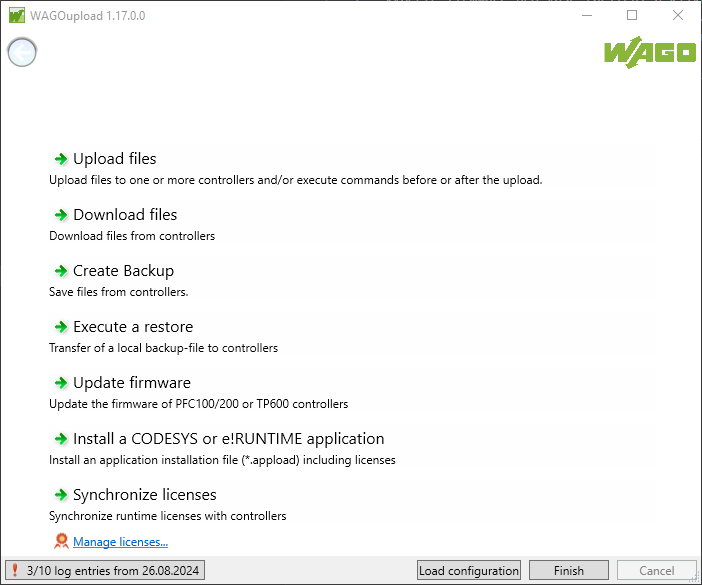 WAGOupload 1.17.0.0
WAGO
Upload files
Upload files to one or more controllers and/or execute commands before or after the upload.
Download files
Download files from controllers
Create Backup
Save files from controllers.
Execute a restore
Transfer of a local backup-file to controllers
Update firmware
Update the firmware of PFC100/200 or TP600 controllers
Install a CODESYS or e!RUNTIME application
Install an application installation file (*.appload) including licenses
Synchronize licenses
Synchronize runtime licenses with controllers
Manage licenses...
3/10 log entries from 26.08.2024
Load configuration
Finish
Cancel